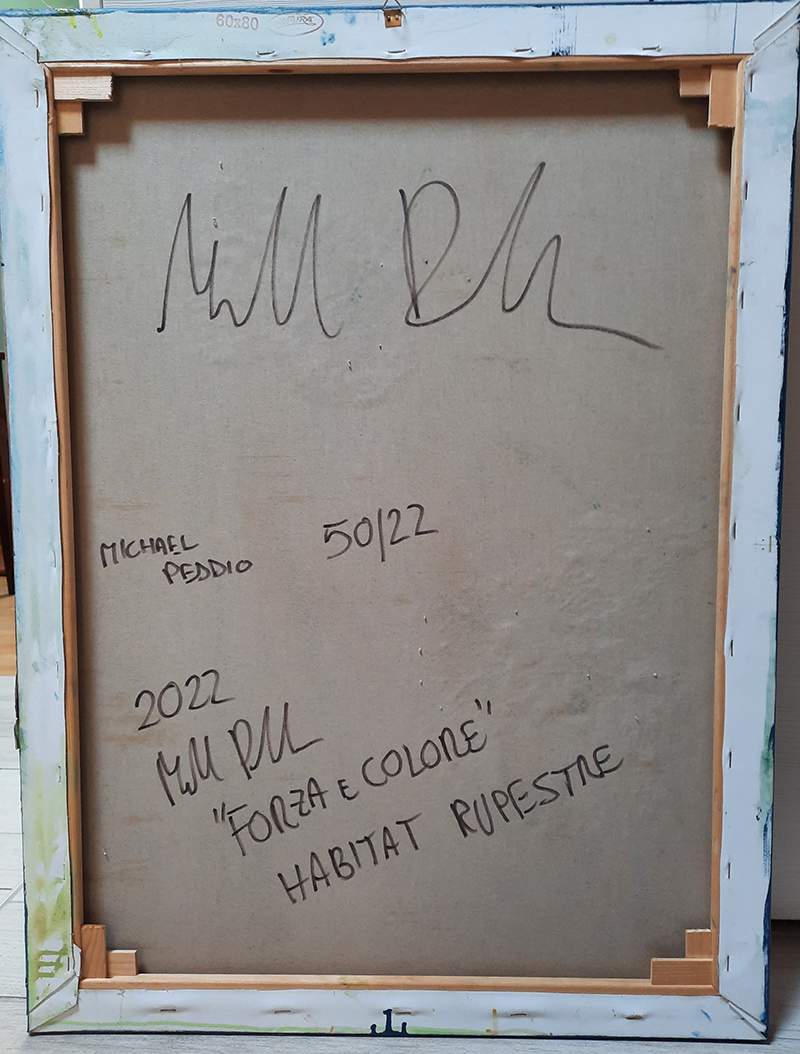 60x80
MICHAEL
PEDDIO
50/22
2022
"FORZA E COLORE"
HABITAT RUPESTRE